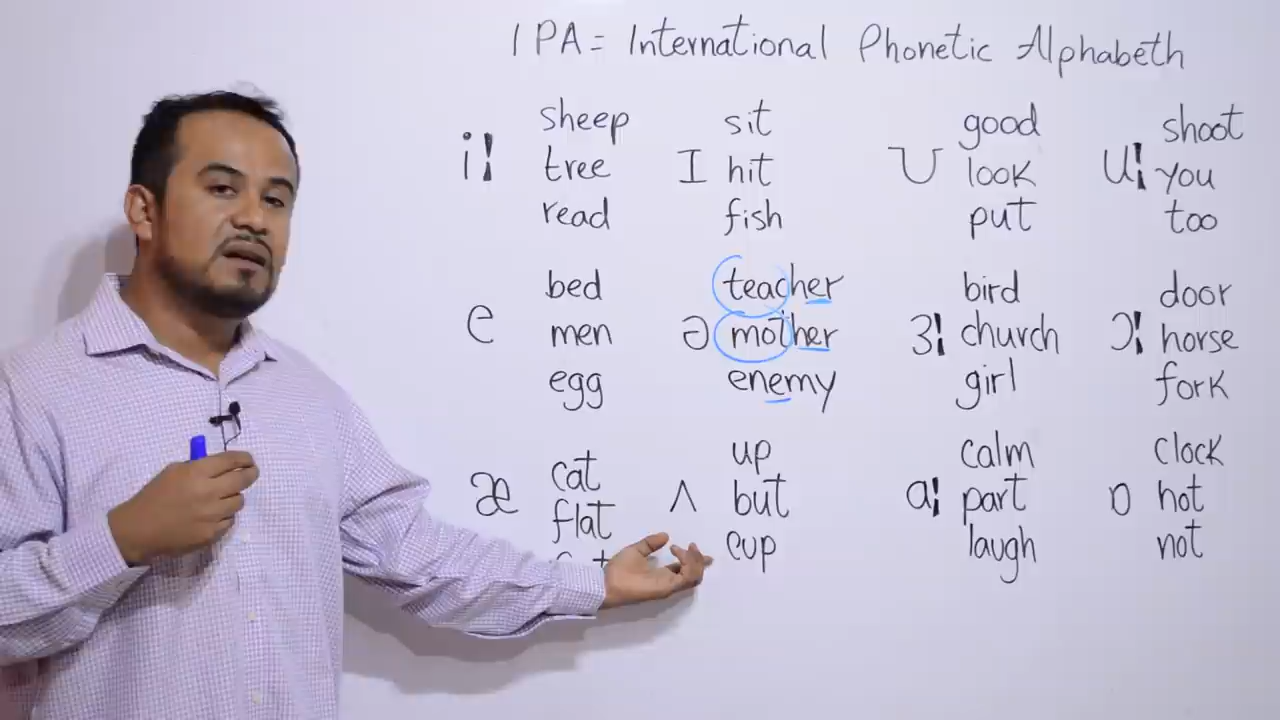 IPA = International Phonetic Alphabeth
sheep sit good shoot
iː tree ɪ hit ʊ look uː you
read fish put too
bed teacher bird door
e men ə mother ɜː church ɔː horse
egg enemy girl fork
cat up calm clock
æ flat ʌ but ɑː part ɒ hot
cup laugh not